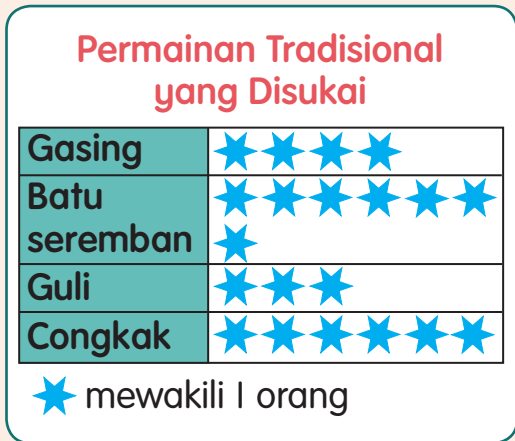 Permainan Tradisional
yang Disukai
Gasing
Batu
seremban
Guli
Congkak
mewakili 1 orang